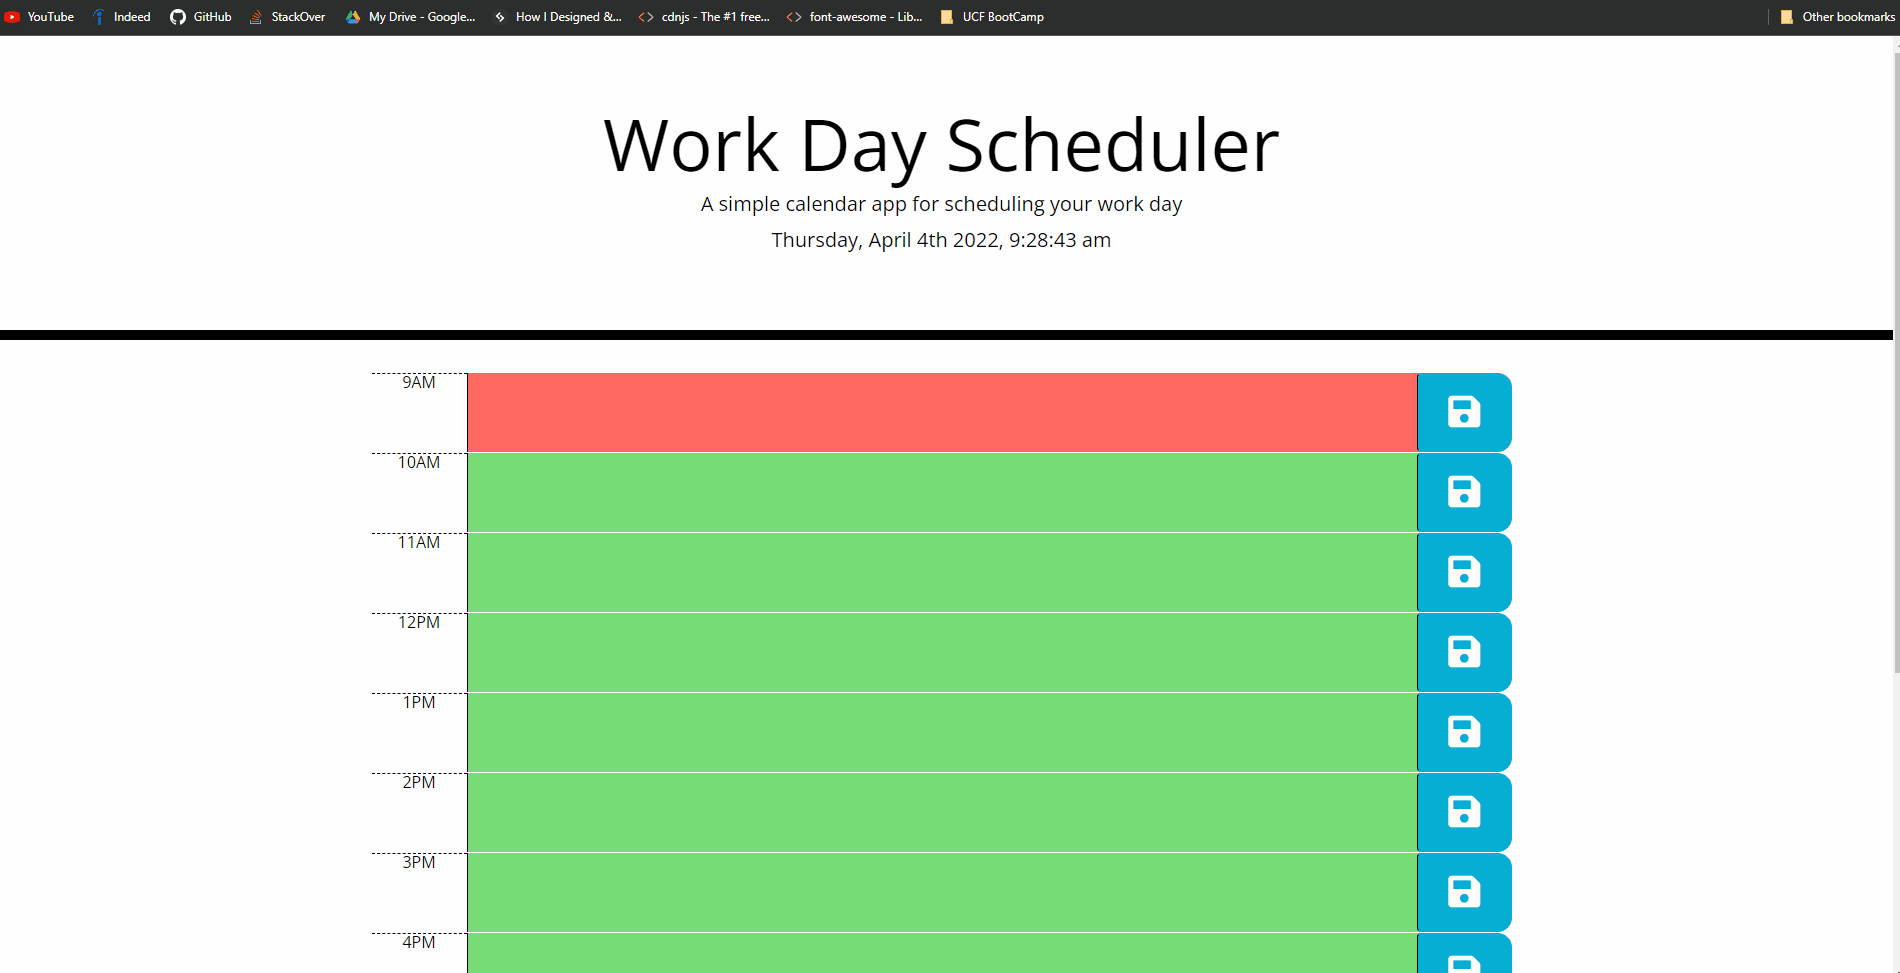 YouTube Indeed GitHub StackOver My Drive - Google... How I Designed &... cdnjs - The #1 free... font-awesome - Lib... UCF BootCamp Other bookmarks
Work Day Scheduler
A simple calendar app for scheduling your work day
Thursday, April 4th 2022, 9:28:43 am
9AM
10AM
11AM
12PM
1PM
2PM
3PM
4PM